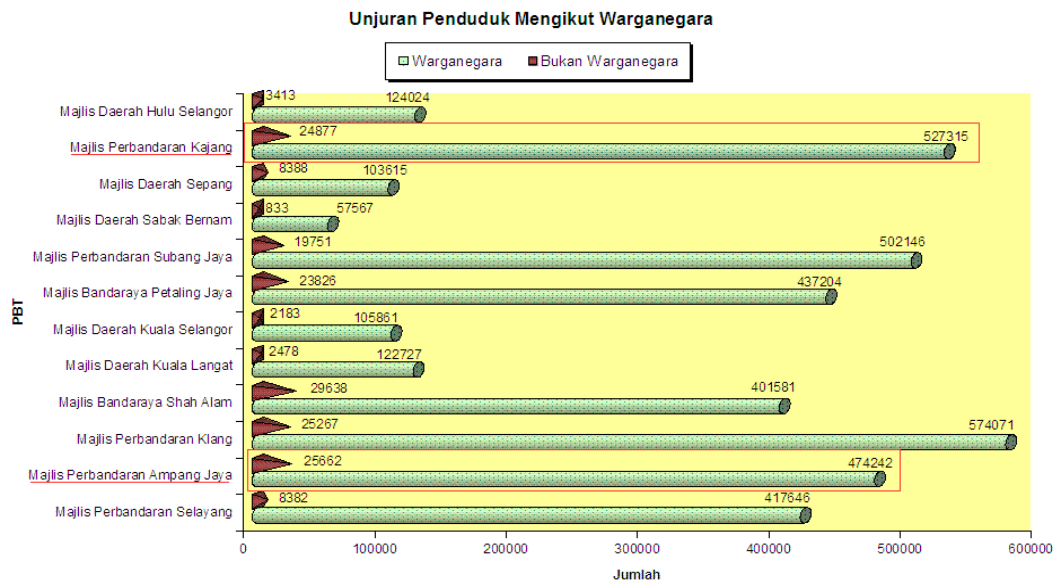 Unjuran Penduduk Mengikut Warganegara
Warganegara Bukan Warganegara
Majlis Daerah Hulu Selangor 3413 124024
Majlis Perbandaran Kajang 24877 527315
Majlis Daerah Sepang 8388 103615
Majlis Daerah Sabak Bernam 833 57567
Majlis Perbandaran Subang Jaya 19751 502146
Majlis Bandaraya Petaling Jaya 23826 437204
Majlis Daerah Kuala Selangor 2183 105861
Majlis Daerah Kuala Langat 2478 122727
Majlis Bandaraya Shah Alam 29638 401581
Majlis Perbandaran Klang 25267 574071
Majlis Perbandaran Ampang Jaya 25662 474242
Majlis Perbandaran Selayang 8382 417646
PBT
0 100000 200000 300000 400000 500000 600000
Jumlah